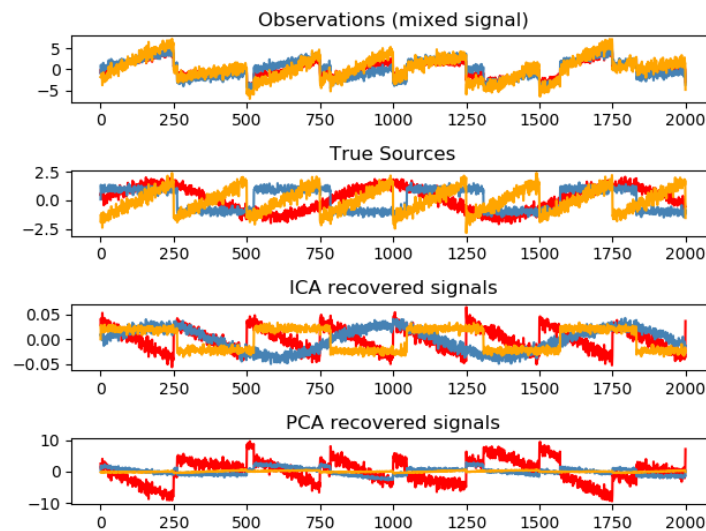 Observations (mixed signal)
5
0
−5
0 250 500 750 1000 1250 1500 1750 2000
True Sources
2.5
0.0
−2.5
0 250 500 750 1000 1250 1500 1750 2000
ICA recovered signals
0.05
0.00
−0.05
0 250 500 750 1000 1250 1500 1750 2000
PCA recovered signals
10
0
−10
0 250 500 750 1000 1250 1500 1750 2000